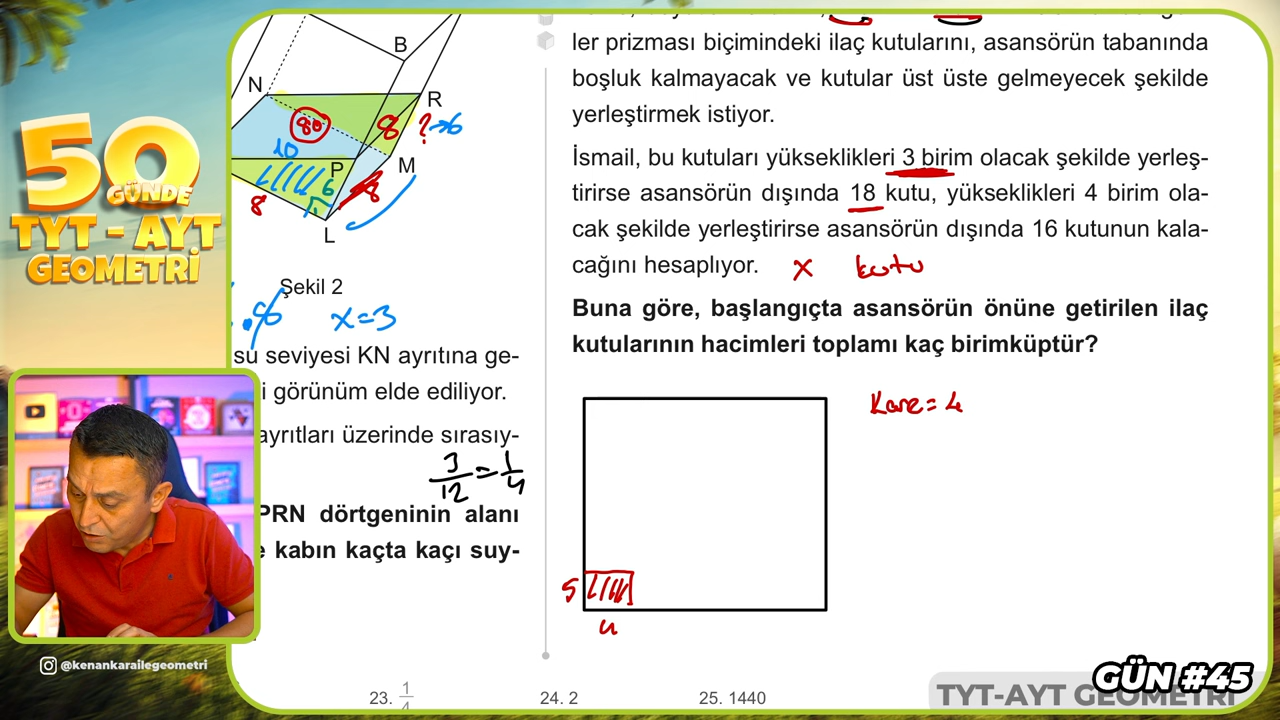 50
GÜNDE
TYT - AYT
GEOMETRİ
B
N
R
80
8
? → 6
10
P
6
M
8
8
L
Şekil 2
x=3
su seviyesi KN ayrıtına ge-
i görünüm elde ediliyor.
ayrıtları üzerinde sırasıy-
3/12 = 1/4
PRN dörtgeninin alanı
e kabın kaçta kaçı suy-
ler prizması biçimindeki ilaç kutularını, asansörün tabanında
boşluk kalmayacak ve kutular üst üste gelmeyecek şekilde
yerleştirmek istiyor.
İsmail, bu kutuları yükseklikleri 3 birim olacak şekilde yerleş-
tirirse asansörün dışında 18 kutu, yükseklikleri 4 birim ola-
cak şekilde yerleştirirse asansörün dışında 16 kutunun kala-
cağını hesaplıyor.
x kutu
Buna göre, başlangıçta asansörün önüne getirilen ilaç
kutularının hacimleri toplamı kaç birimküptür?
Kare = 4
5
4
23. 1/4
24. 2
25. 1440
@kenankarailegeometri
TYT-AYT GEOMETRİ
GÜN #45